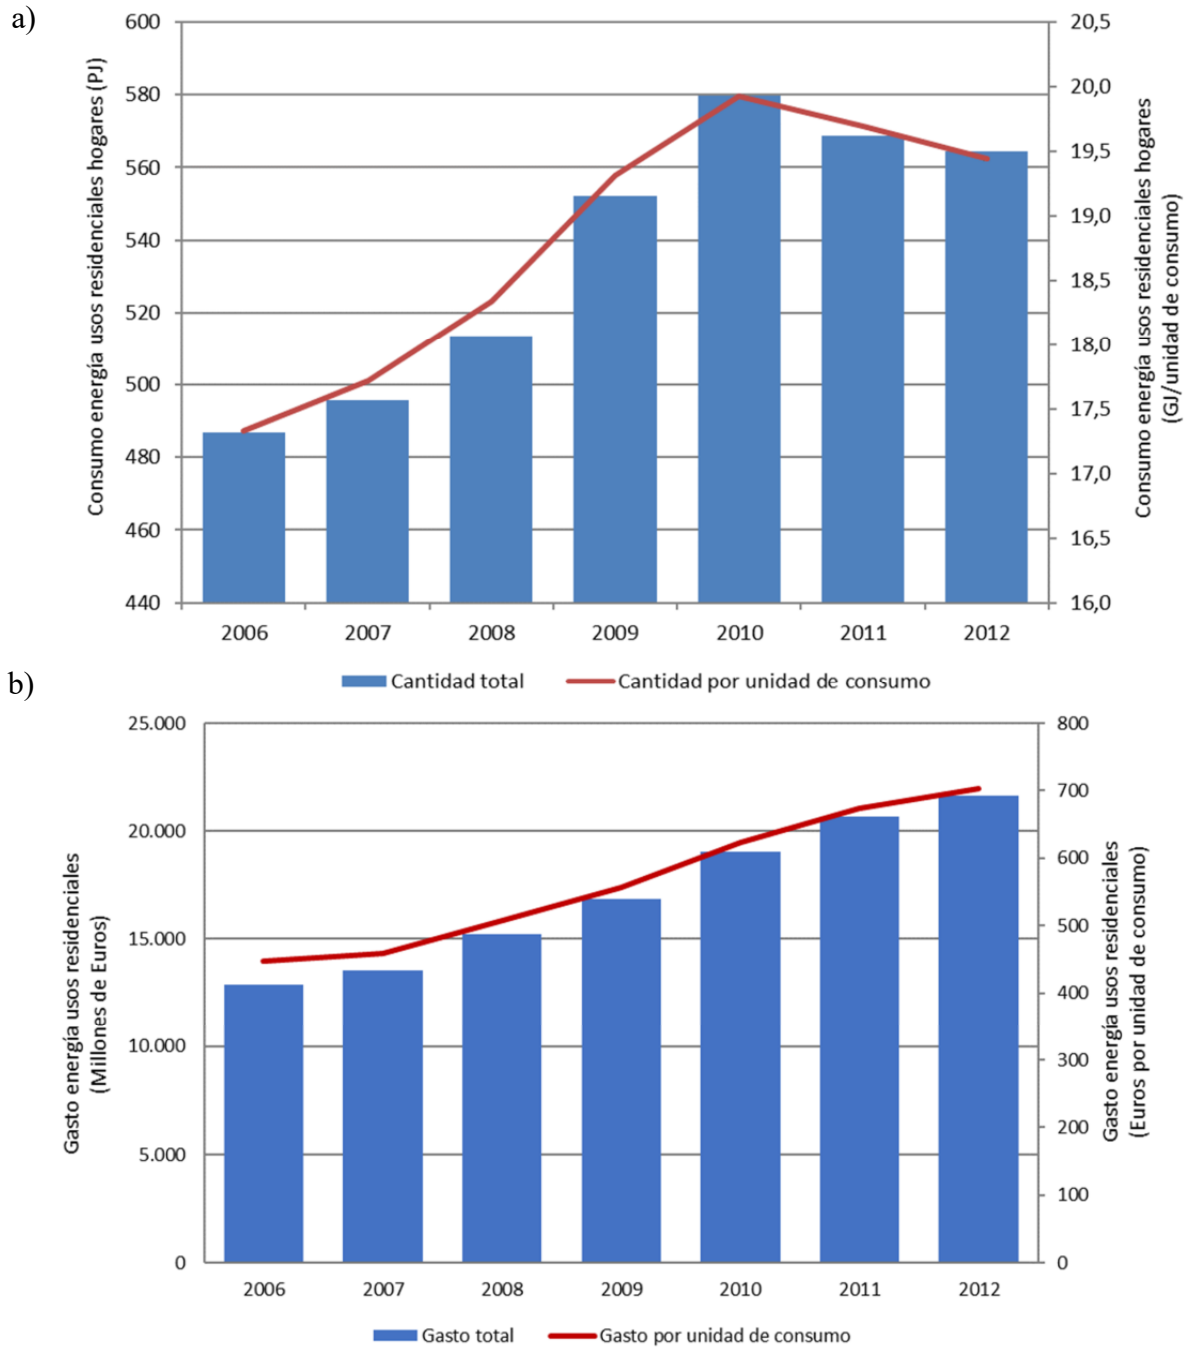 a)
Consumo energía usos residenciales hogares (PJ)
600
580
560
540
520
500
480
460
440
20,5
20,0
19,5
19,0
18,5
18,0
17,5
17,0
16,5
16,0
Consumo energía usos residenciales hogares
(GJ/unidad de consumo)
2006 2007 2008 2009 2010 2011 2012
Cantidad total Cantidad por unidad de consumo
b)
Gasto energía usos residenciales
(Millones de Euros)
25.000
20.000
15.000
10.000
5.000
0
800
700
600
500
400
300
200
100
0
Gasto energía usos residenciales
(Euros por unidad de consumo)
2006 2007 2008 2009 2010 2011 2012
Gasto total Gasto por unidad de consumo